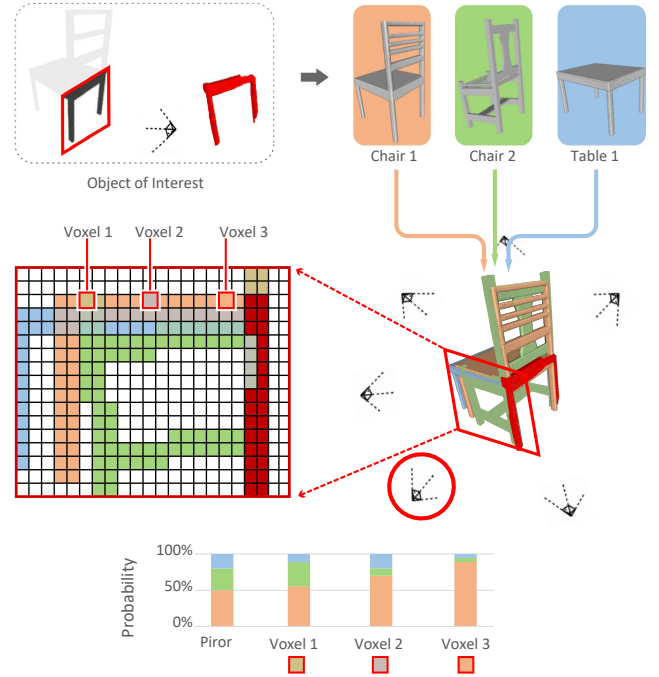 Object of Interest
Chair 1
Chair 2
Table 1
Voxel 1
Voxel 2
Voxel 3
Probability
100%
50%
0%
Piror
Voxel 1
Voxel 2
Voxel 3